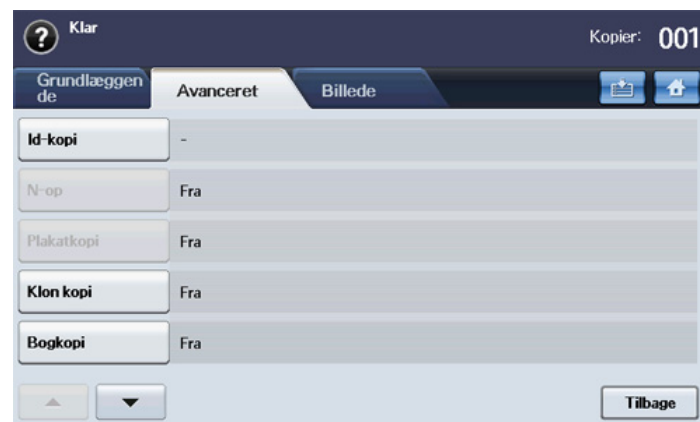 Klar
Kopier: 001
Grundlæggen
de
Avanceret
Billede
Id-kopi
-
N-op
Fra
Plakatkopi
Fra
Klon kopi
Fra
Bogkopi
Fra
Tilbage